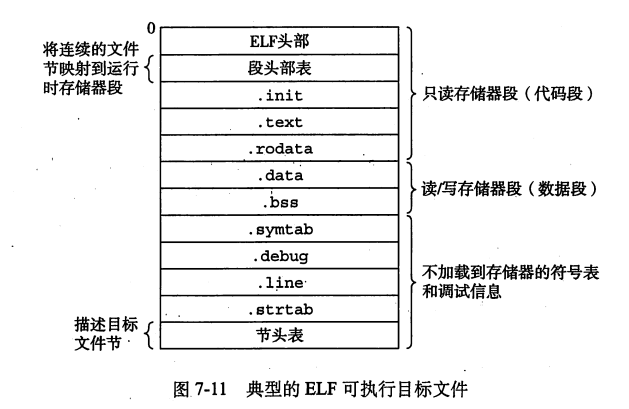 0
将连续的文件
节映射到运行
时存储器段
ELF头部
段头部表
.init
.text
.rodata
.data
.bss
.symtab
.debug
.line
.strtab
节头表
只读存储器段（代码段）
读/写存储器段（数据段）
不加载到存储器的符号表
和调试信息
描述目标
文件节
图 7-11 典型的 ELF 可执行目标文件